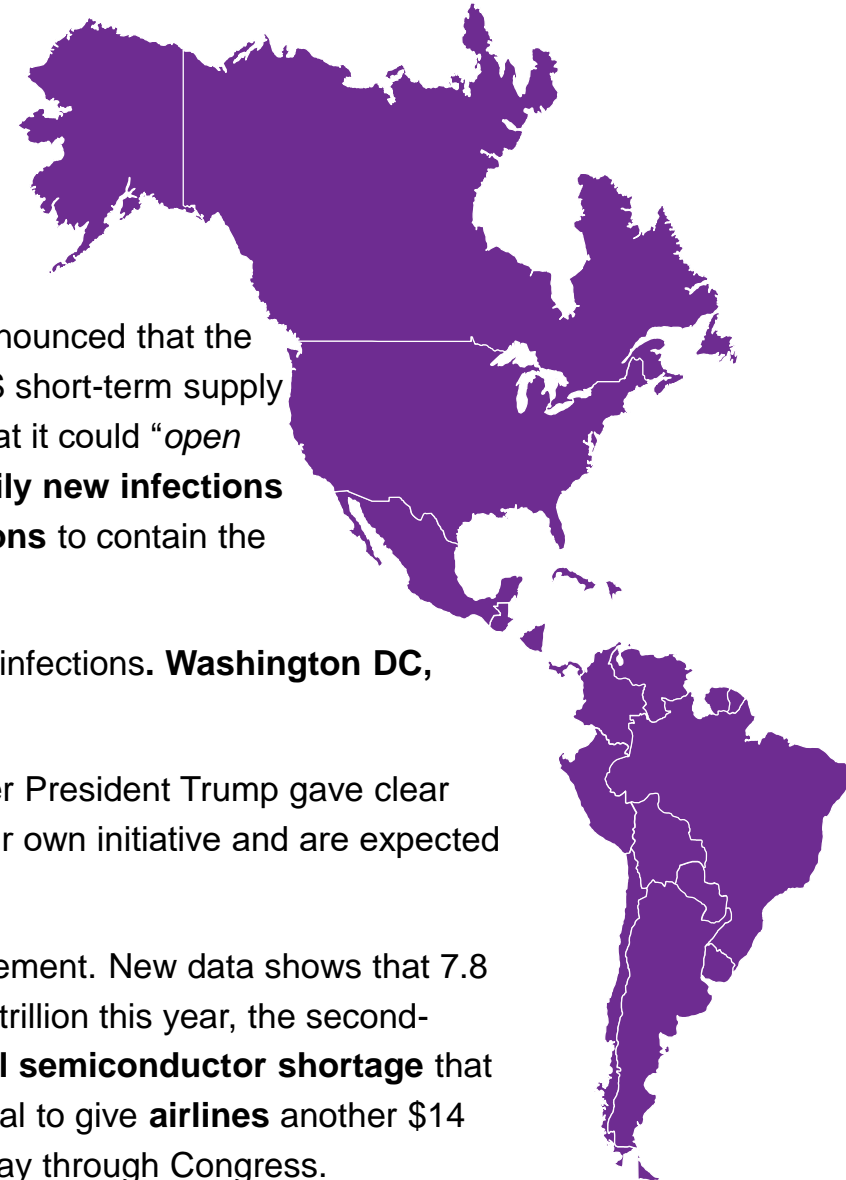 nounced that the
S short-term supply
at it could “open
ily new infections
ons to contain the
infections. Washington DC,
er President Trump gave clear
r own initiative and are expected
ement. New data shows that 7.8
trillion this year, the second-
l semiconductor shortage that
al to give airlines another $14
ay through Congress.